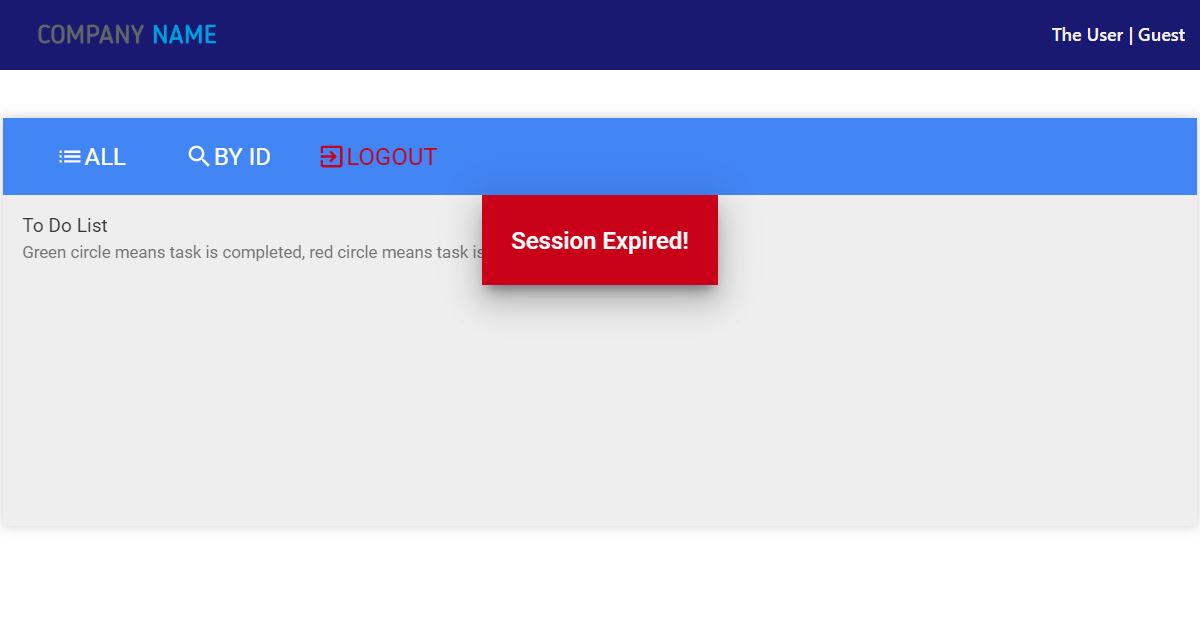 COMPANY NAME
The User | Guest
ALL
BY ID
LOGOUT
To Do List
Green circle means task is completed, red circle means task is
Session Expired!